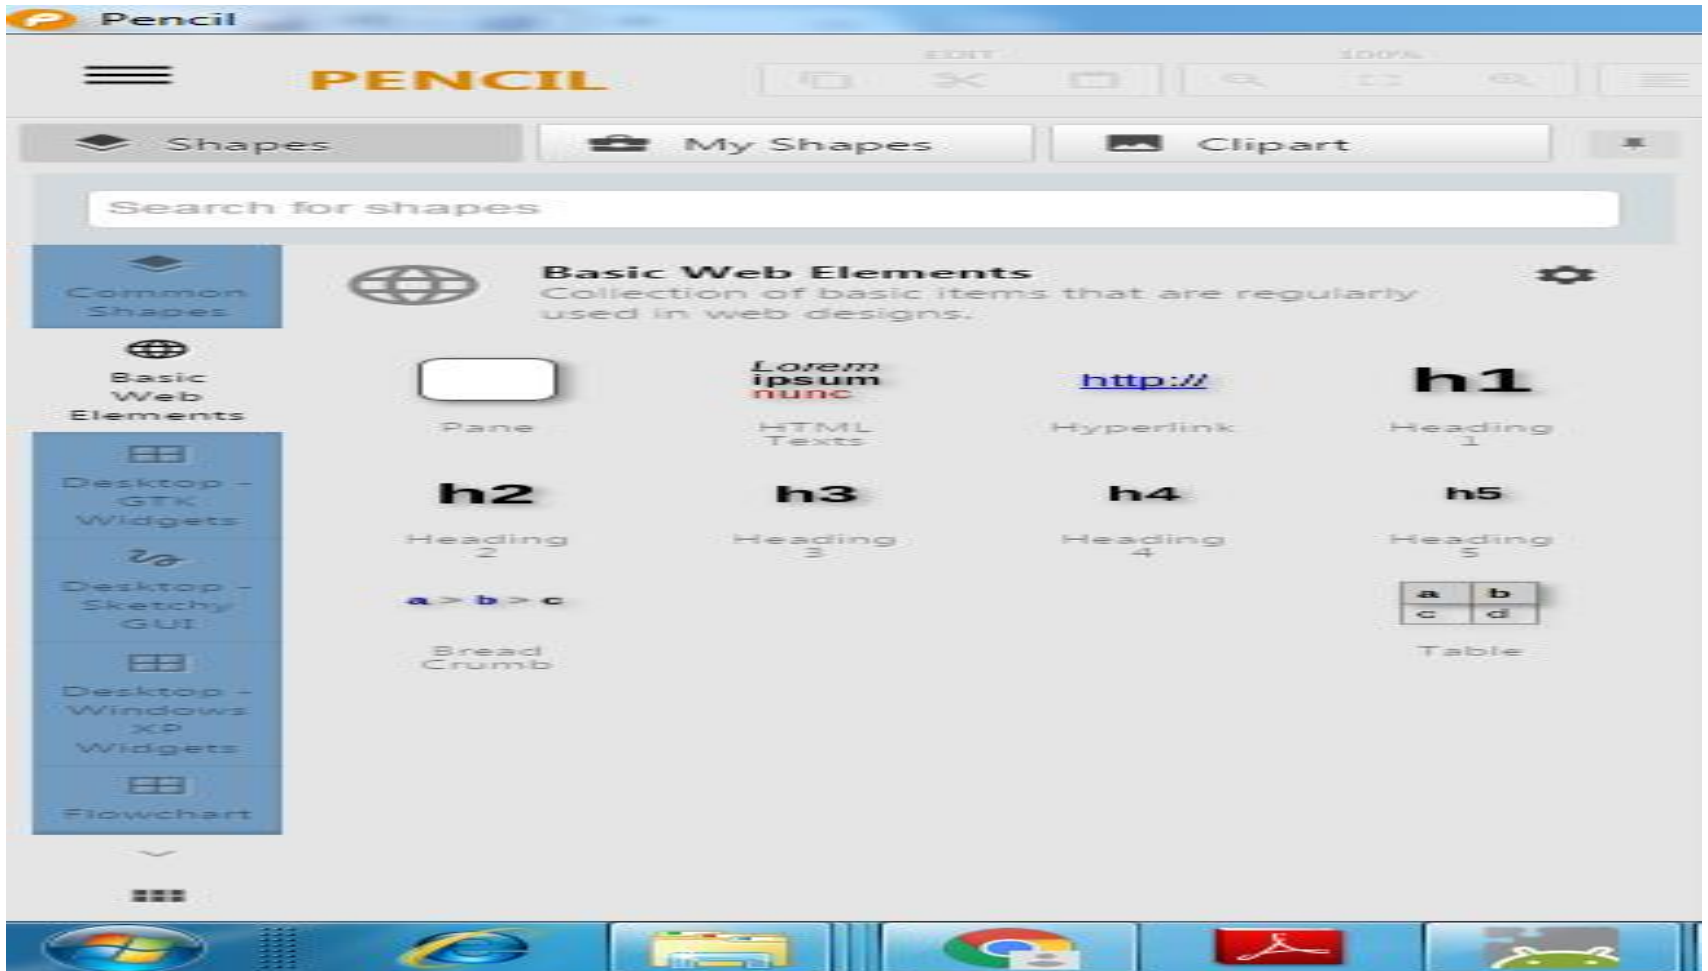 Pencil
PENCIL
EDIT
100%
Shapes
My Shapes
Clipart
Search for shapes
Common
Shapes
Basic
Web
Elements
Desktop -
GTK
Widgets
Desktop -
Sketchy
GUI
Desktop -
Windows
XP
Widgets
Flowchart
Basic Web Elements
Collection of basic items that are regularly
used in web designs.
Lorem
ipsum
nunc
http://
h1
Pane
HTML
Texts
Hyperlink
Heading
1
h2
h3
h4
h5
Heading
2
Heading
3
Heading
4
Heading
5
a > b > c
a b
c d
Bread
Crumb
Table